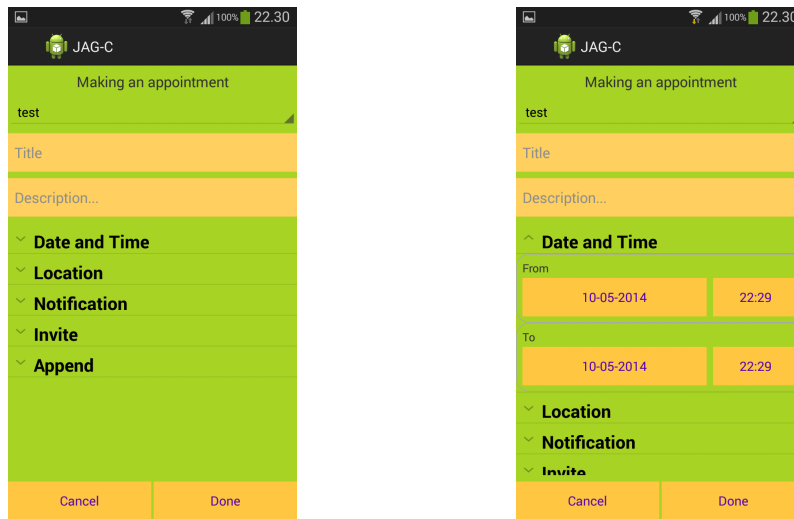 100% 22.30
JAG-C
Making an appointment
test
Title
Description...
Date and Time
Location
Notification
Invite
Append
Cancel Done
100% 22.30
JAG-C
Making an appointment
test
Title
Description...
Date and Time
From
10-05-2014 22:29
To
10-05-2014 22:29
Location
Notification
Invite
Cancel Done